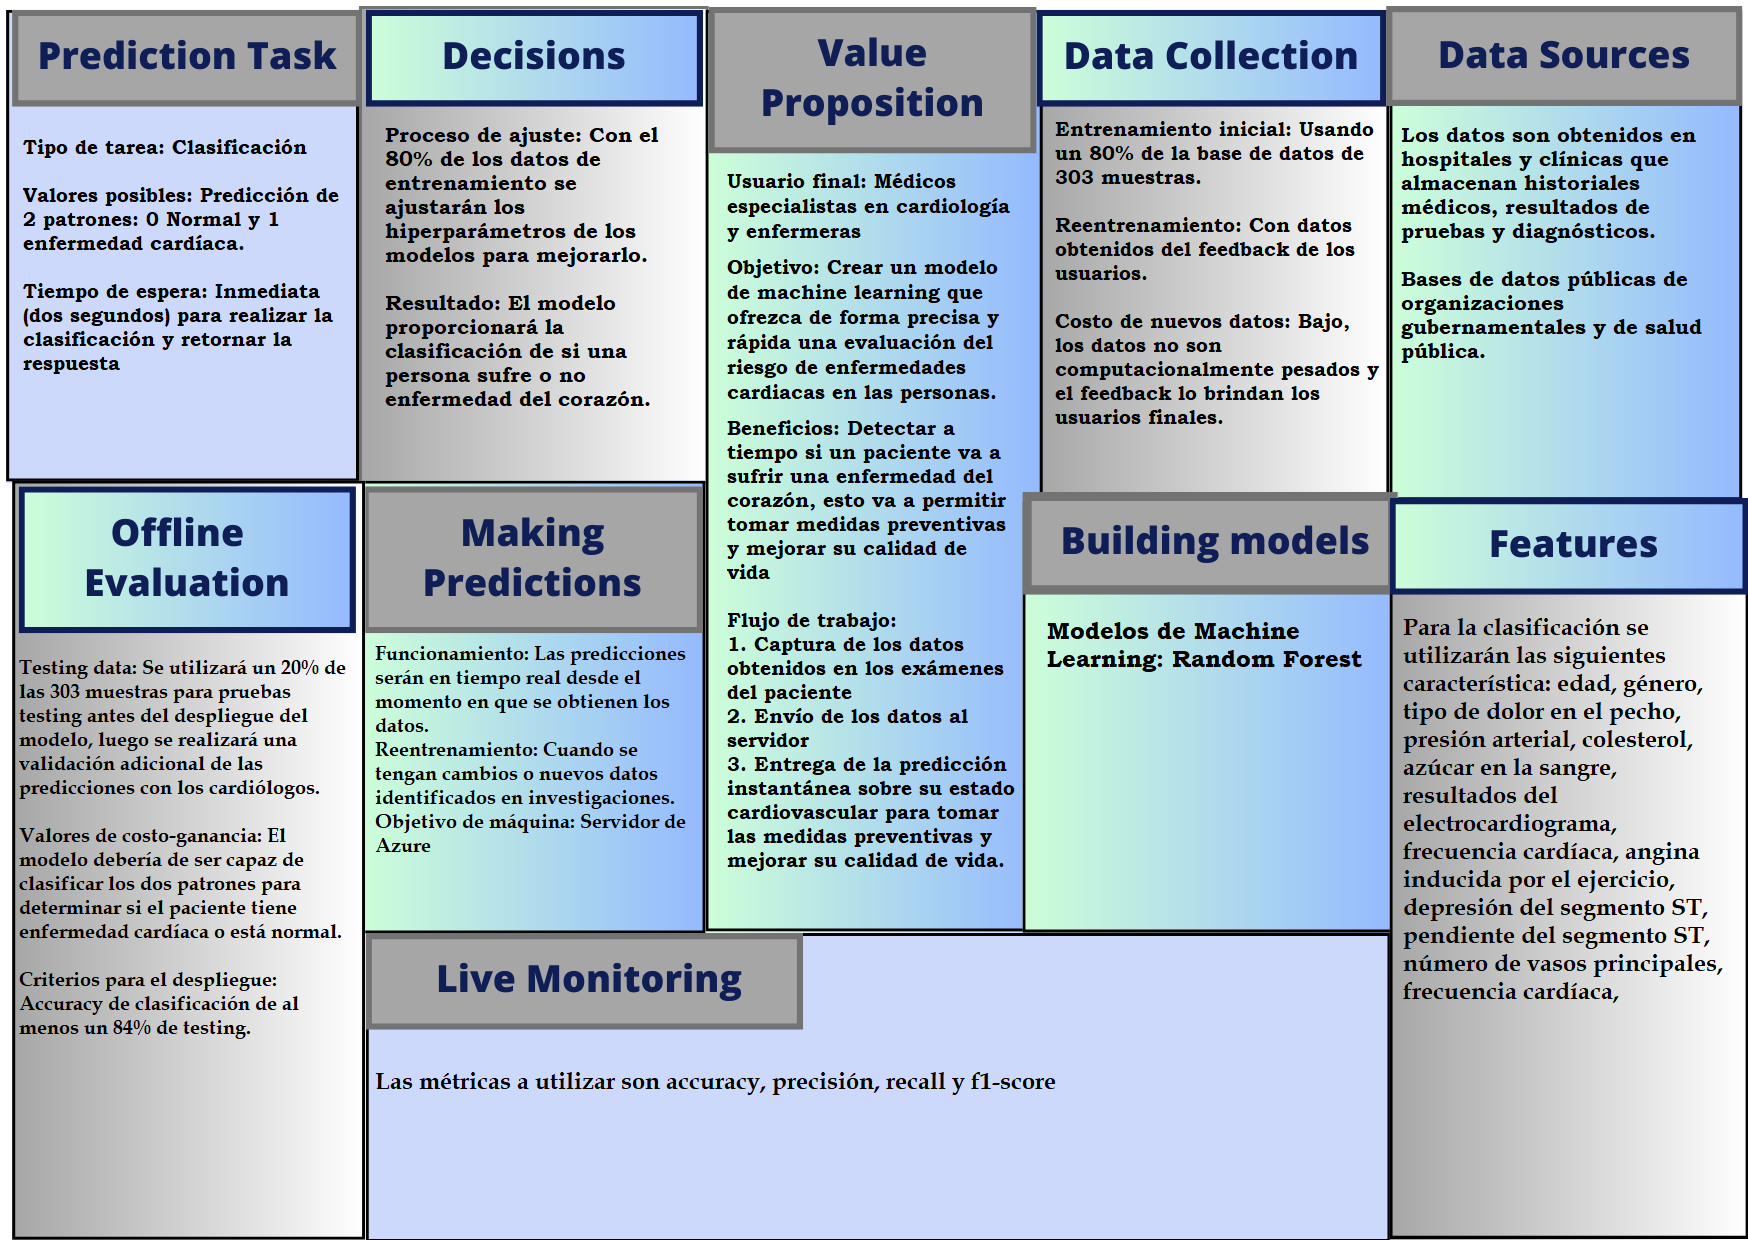 Prediction Task
Tipo de tarea: Clasificación
Valores posibles: Predicción de
2 patrones: 0 Normal y 1
enfermedad cardíaca.
Tiempo de espera: Inmediata
(dos segundos) para realizar la
clasificación y retornar la
respuesta
Decisions
Proceso de ajuste: Con el
80% de los datos de
entrenamiento se
ajustarán los
hiperparámetros de los
modelos para mejorarlo.
Resultado: El modelo
proporcionará la
clasificación de si una
persona sufre o no
enfermedad del corazón.
Value
Proposition
Usuario final: Médicos
especialistas en cardiología
y enfermeras
Objetivo: Crear un modelo
de machine learning que
ofrezca de forma precisa y
rápida una evaluación del
riesgo de enfermedades
cardiacas en las personas.
Beneficios: Detectar a
tiempo si un paciente va a
sufrir una enfermedad del
corazón, esto va a permitir
tomar medidas preventivas
y mejorar su calidad de
vida
Flujo de trabajo:
1. Captura de los datos
obtenidos en los exámenes
del paciente
2. Envío de los datos al
servidor
3. Entrega de la predicción
instantánea sobre su estado
cardiovascular para tomar
las medidas preventivas y
mejorar su calidad de vida.
Data Collection
Entrenamiento inicial: Usando
un 80% de la base de datos de
303 muestras.
Reentrenamiento: Con datos
obtenidos del feedback de los
usuarios.
Costo de nuevos datos: Bajo,
los datos no son
computacionalmente pesados y
el feedback lo brindan los
usuarios finales.
Data Sources
Los datos son obtenidos en
hospitales y clínicas que
almacenan historiales
médicos, resultados de
pruebas y diagnósticos.
Bases de datos públicas de
organizaciones
gubernamentales y de salud
pública.
Offline
Evaluation
Testing data: Se utilizará un 20% de
las 303 muestras para pruebas
testing antes del despliegue del
modelo, luego se realizará una
validación adicional de las
predicciones con los cardiólogos.
Valores de costo-ganancia: El
modelo debería de ser capaz de
clasificar los dos patrones para
determinar si el paciente tiene
enfermedad cardíaca o está normal.
Criterios para el despliegue:
Accuracy de clasificación de al
menos un 84% de testing.
Making
Predictions
Funcionamiento: Las predicciones
serán en tiempo real desde el
momento en que se obtienen los
datos.
Reentrenamiento: Cuando se
tengan cambios o nuevos datos
identificados en investigaciones.
Objetivo de máquina: Servidor de
Azure
Building models
Modelos de Machine
Learning: Random Forest
Features
Para la clasificación se
utilizarán las siguientes
característica: edad, género,
tipo de dolor en el pecho,
presión arterial, colesterol,
azúcar en la sangre,
resultados del
electrocardiograma,
frecuencia cardíaca, angina
inducida por el ejercicio,
depresión del segmento ST,
pendiente del segmento ST,
número de vasos principales,
frecuencia cardíaca,
Live Monitoring
Las métricas a utilizar son accuracy, precisión, recall y f1-score